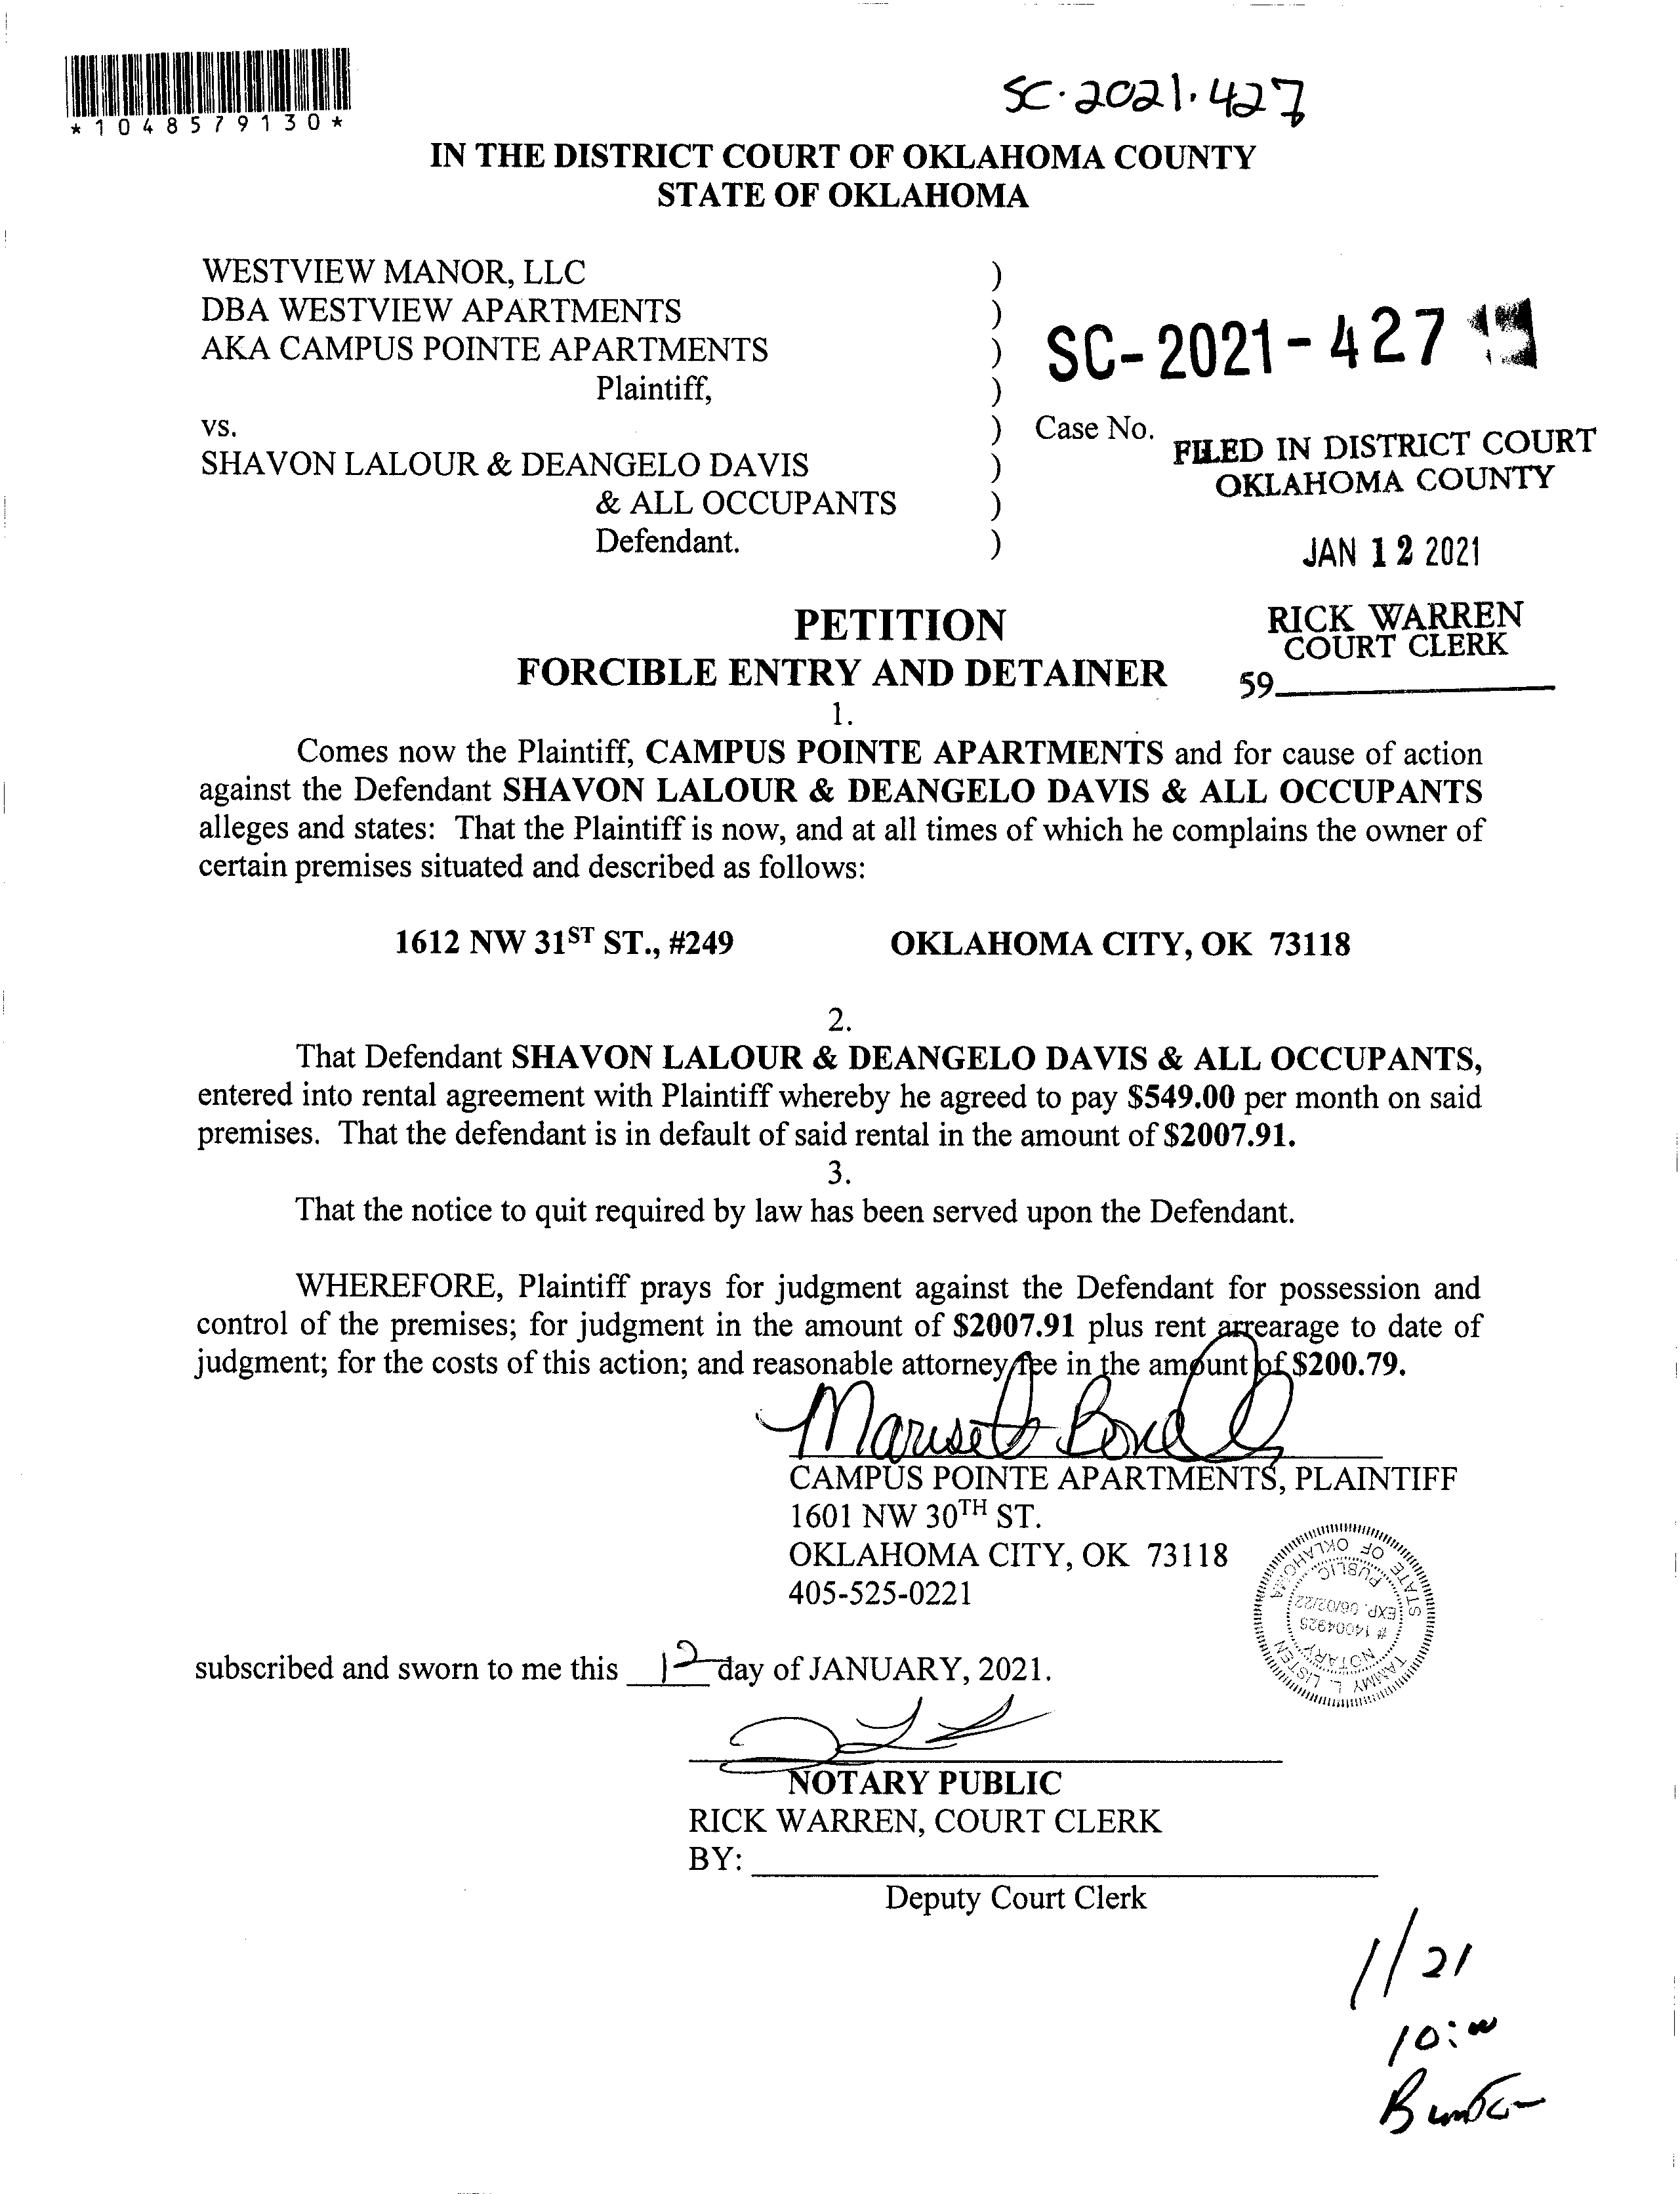 *1048579130*
SC.2021.427
IN THE DISTRICT COURT OF OKLAHOMA COUNTY
STATE OF OKLAHOMA
WESTVIEW MANOR, LLC )
DBA WESTVIEW APARTMENTS )
AKA CAMPUS POINTE APARTMENTS )
Plaintiff, )
SC-2021-427
vs. ) Case No.
SHAVON LALOUR & DEANGELO DAVIS )
& ALL OCCUPANTS )
Defendant. )
FILED IN DISTRICT COURT
OKLAHOMA COUNTY
JAN 12 2021
RICK WARREN
COURT CLERK
59
PETITION
FORCIBLE ENTRY AND DETAINER
1.
Comes now the Plaintiff, CAMPUS POINTE APARTMENTS and for cause of action
against the Defendant SHAVON LALOUR & DEANGELO DAVIS & ALL OCCUPANTS
alleges and states: That the Plaintiff is now, and at all times of which he complains the owner of
certain premises situated and described as follows:
1612 NW 31ST ST., #249 OKLAHOMA CITY, OK 73118
2.
That Defendant SHAVON LALOUR & DEANGELO DAVIS & ALL OCCUPANTS,
entered into rental agreement with Plaintiff whereby he agreed to pay $549.00 per month on said
premises. That the defendant is in default of said rental in the amount of $2007.91.
3.
That the notice to quit required by law has been served upon the Defendant.
WHEREFORE, Plaintiff prays for judgment against the Defendant for possession and
control of the premises; for judgment in the amount of $2007.91 plus rent arrearage to date of
judgment; for the costs of this action; and reasonable attorney fee in the amount of $200.79.
CAMPUS POINTE APARTMENTS, PLAINTIFF
1601 NW 30TH ST.
OKLAHOMA CITY, OK 73118
405-525-0221
TAMMY L. LISTEN
STATE OF OKLAHOMA
NOTARY
# 14004925
EXP. 06/02/22
PUBLIC
subscribed and sworn to me this 12 day of JANUARY, 2021.
NOTARY PUBLIC
RICK WARREN, COURT CLERK
BY:
Deputy Court Clerk
1/21
10:00